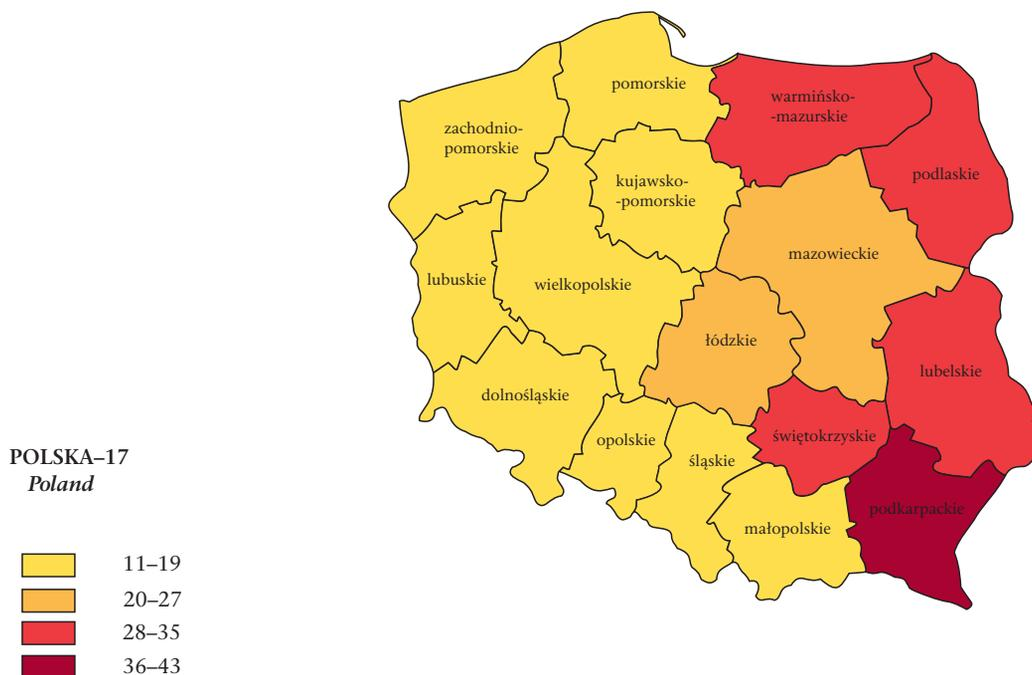 pomorskie
warmińsko-
-mazurskie
zachodnio-
pomorskie
podlaskie
kujawsko-
-pomorskie
mazowieckie
lubuskie
wielkopolskie
łódzkie
lubelskie
dolnośląskie
opolskie
świętokrzyskie
śląskie
podkarpackie
małopolskie
POLSKA–17
Poland
11–19
20–27
28–35
36–43